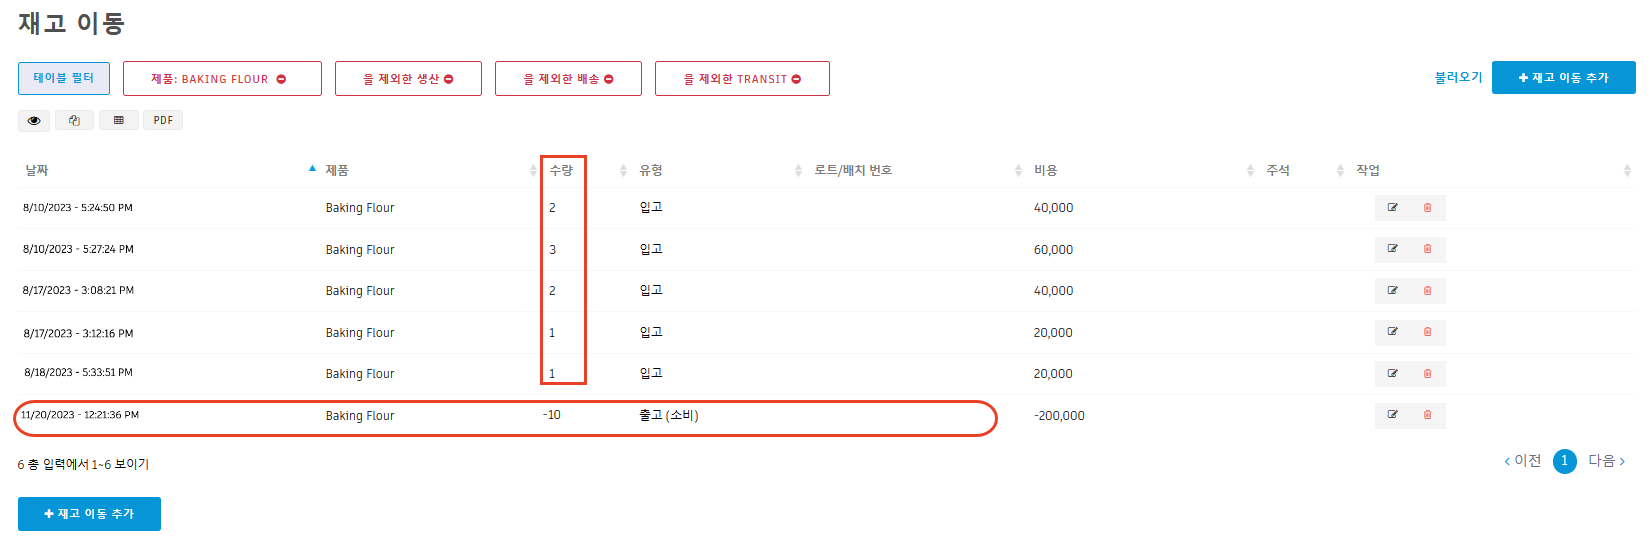 재고 이동
테이블 필터 제품: BAKING FLOUR 을 제외한 생산 을 제외한 배송 을 제외한 TRANSIT 불러오기 + 재고 이동 추가
PDF
날짜 제품 수량 유형 로트/배치 번호 비용 주석 작업
8/10/2023 - 5:24:50 PM Baking Flour 2 입고 40,000
8/10/2023 - 5:27:24 PM Baking Flour 3 입고 60,000
8/17/2023 - 3:08:21 PM Baking Flour 2 입고 40,000
8/17/2023 - 3:12:16 PM Baking Flour 1 입고 20,000
8/18/2023 - 5:33:51 PM Baking Flour 1 입고 20,000
11/20/2023 - 12:21:36 PM Baking Flour -10 출고 (소비) -200,000
6 총 입력에서 1~6 보이기 ‹ 이전 1 다음 ›
+ 재고 이동 추가